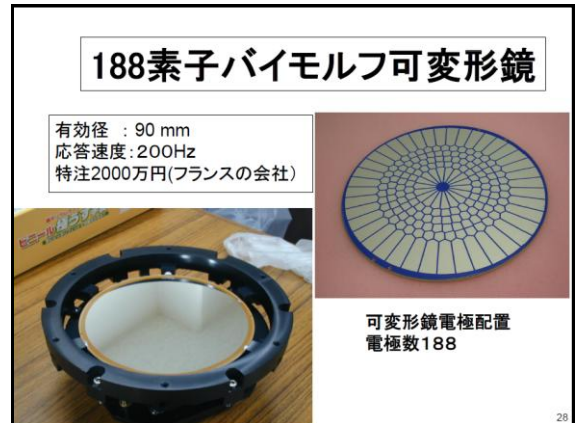 188素子バイモルフ可変形鏡
有効径 : 90 mm
応答速度:200Hz
特注2000万円(フランスの会社)
可変形鏡電極配置
電極数188
28